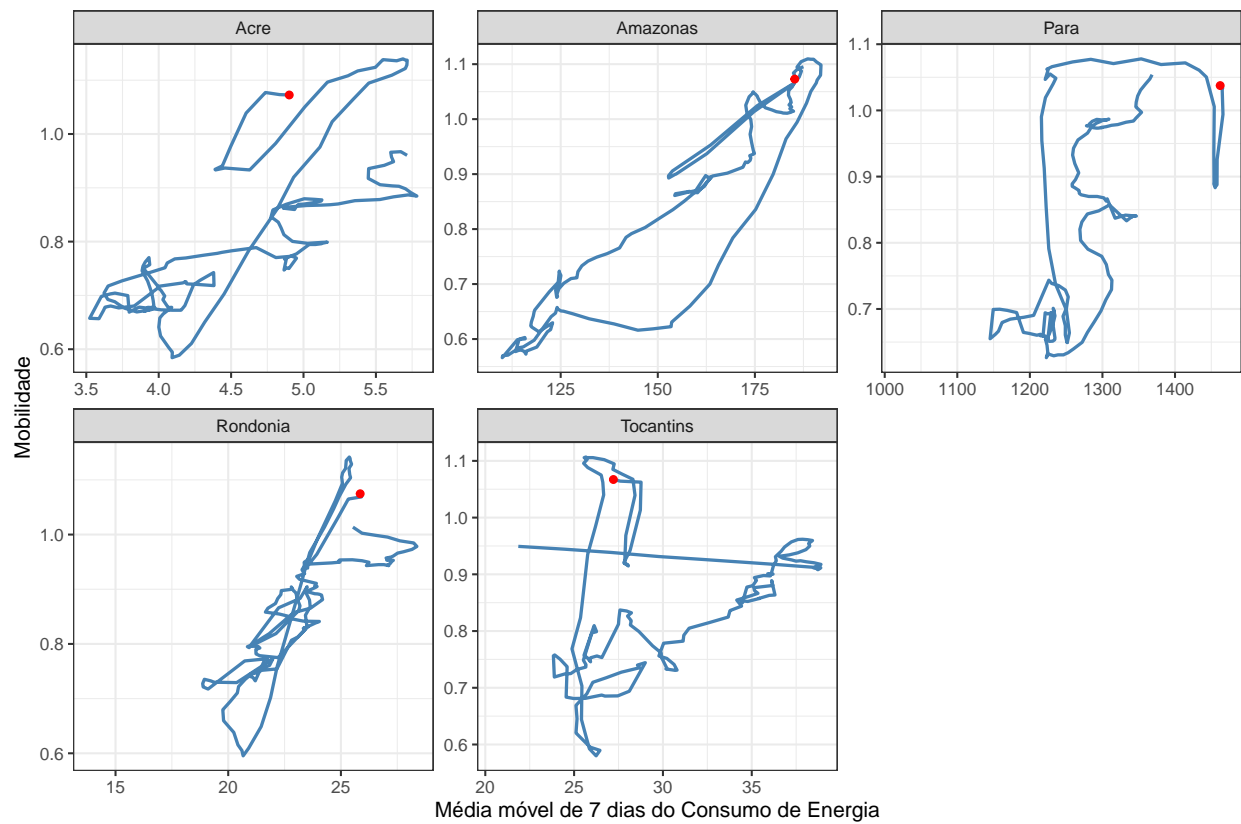 Acre
Amazonas
Para
1.0
0.8
0.6
3.5 4.0 4.5 5.0 5.5
1.1
1.0
0.9
0.8
0.7
0.6
125 150 175
1.1
1.0
0.9
0.8
0.7
1000 1100 1200 1300 1400
Mobilidade
Rondonia
Tocantins
1.0
0.8
0.6
15 20 25
1.1
1.0
0.9
0.8
0.7
0.6
20 25 30 35
Média móvel de 7 dias do Consumo de Energia